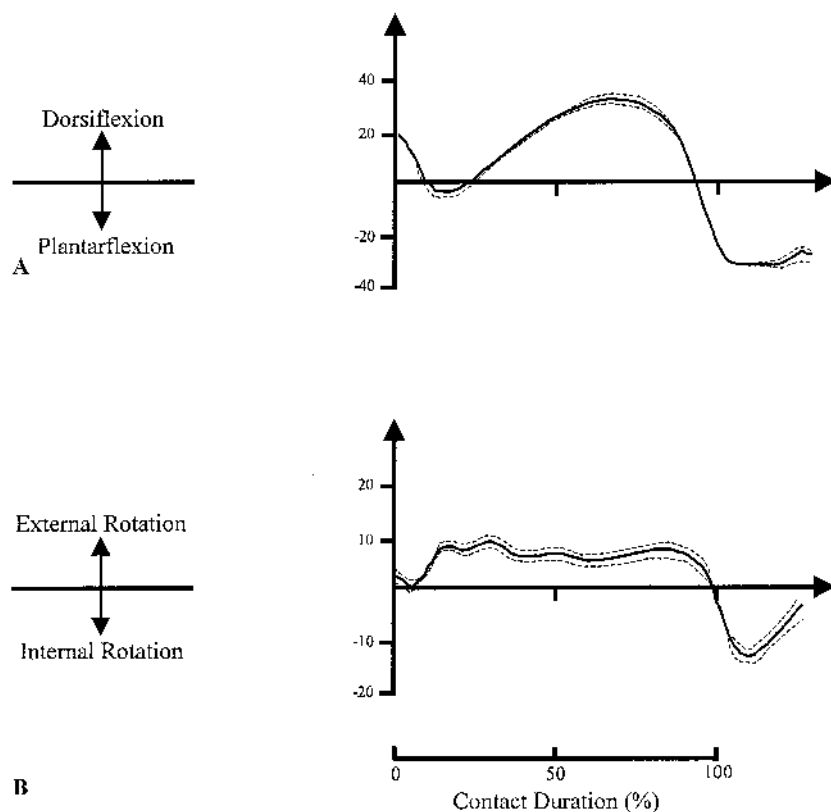 40
Dorsiflexion
20
-20
Plantarflexion
A
-40
20
External Rotation
10
-10
Internal Rotation
-20
0
50
100
B
Contact Duration (%)